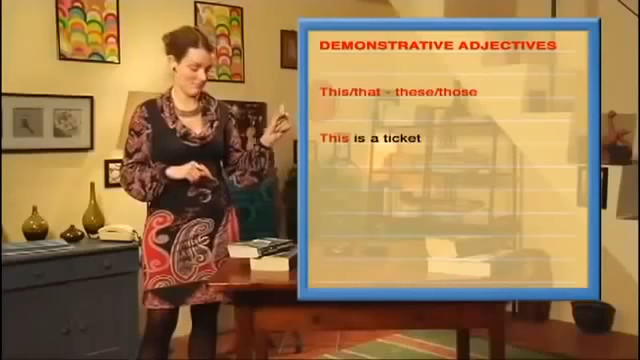 DEMONSTRATIVE ADJECTIVES
This/that - these/those
This is a ticket